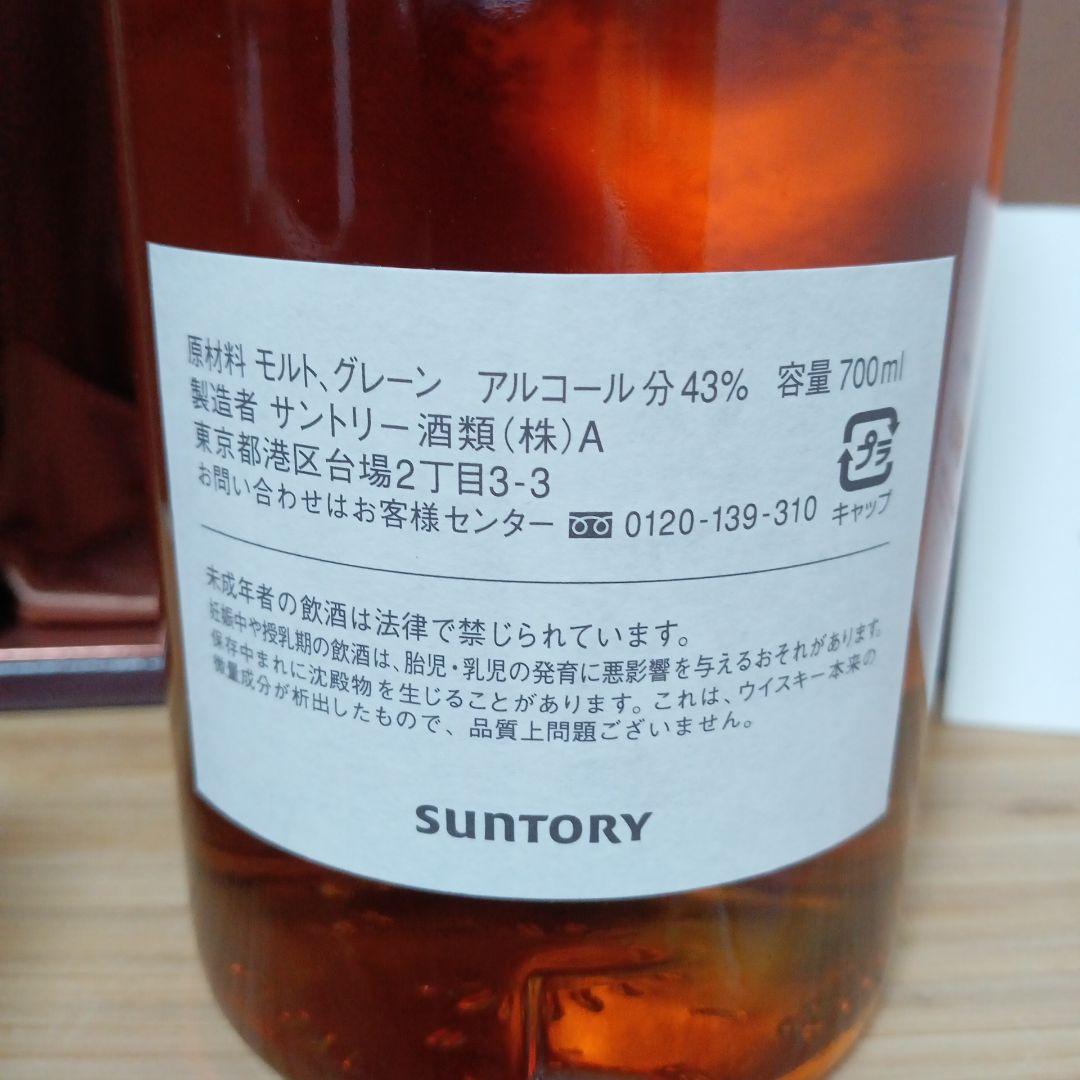 原材料 モルト、グレーン アルコール分43% 容量700ml
製造者 サントリー酒類(株)A
東京都港区台場2丁目3-3
お問い合わせはお客様センター 0120-139-310
プラ
キャップ
未成年者の飲酒は法律で禁じられています。
妊娠中や授乳期の飲酒は、胎児・乳児の発育に悪影響を与えるおそれがあります。
保存中まれに沈殿物を生じることがあります。これは、ウイスキー本来の
微量成分が析出したもので、品質上問題ございません。
SUNTORY